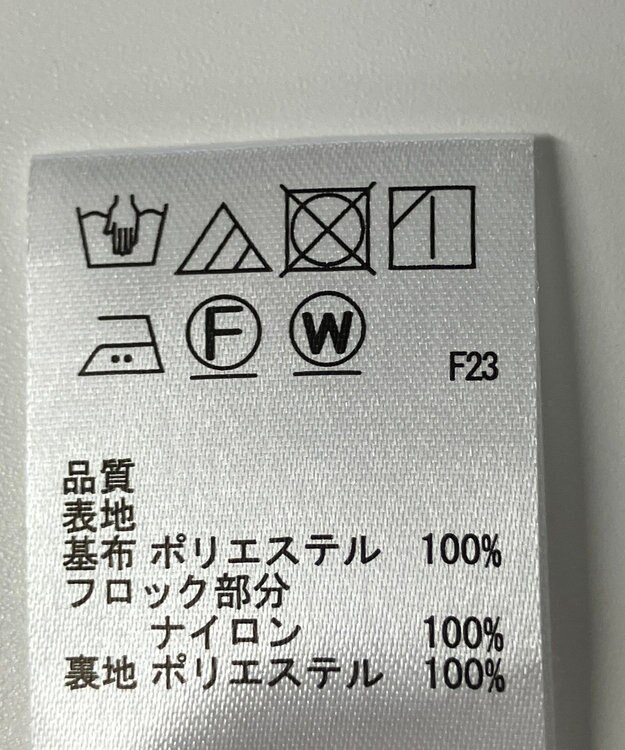 F W F23
品質
表地
基布 ポリエステル 100%
フロック部分
ナイロン 100%
裏地 ポリエステル 100%